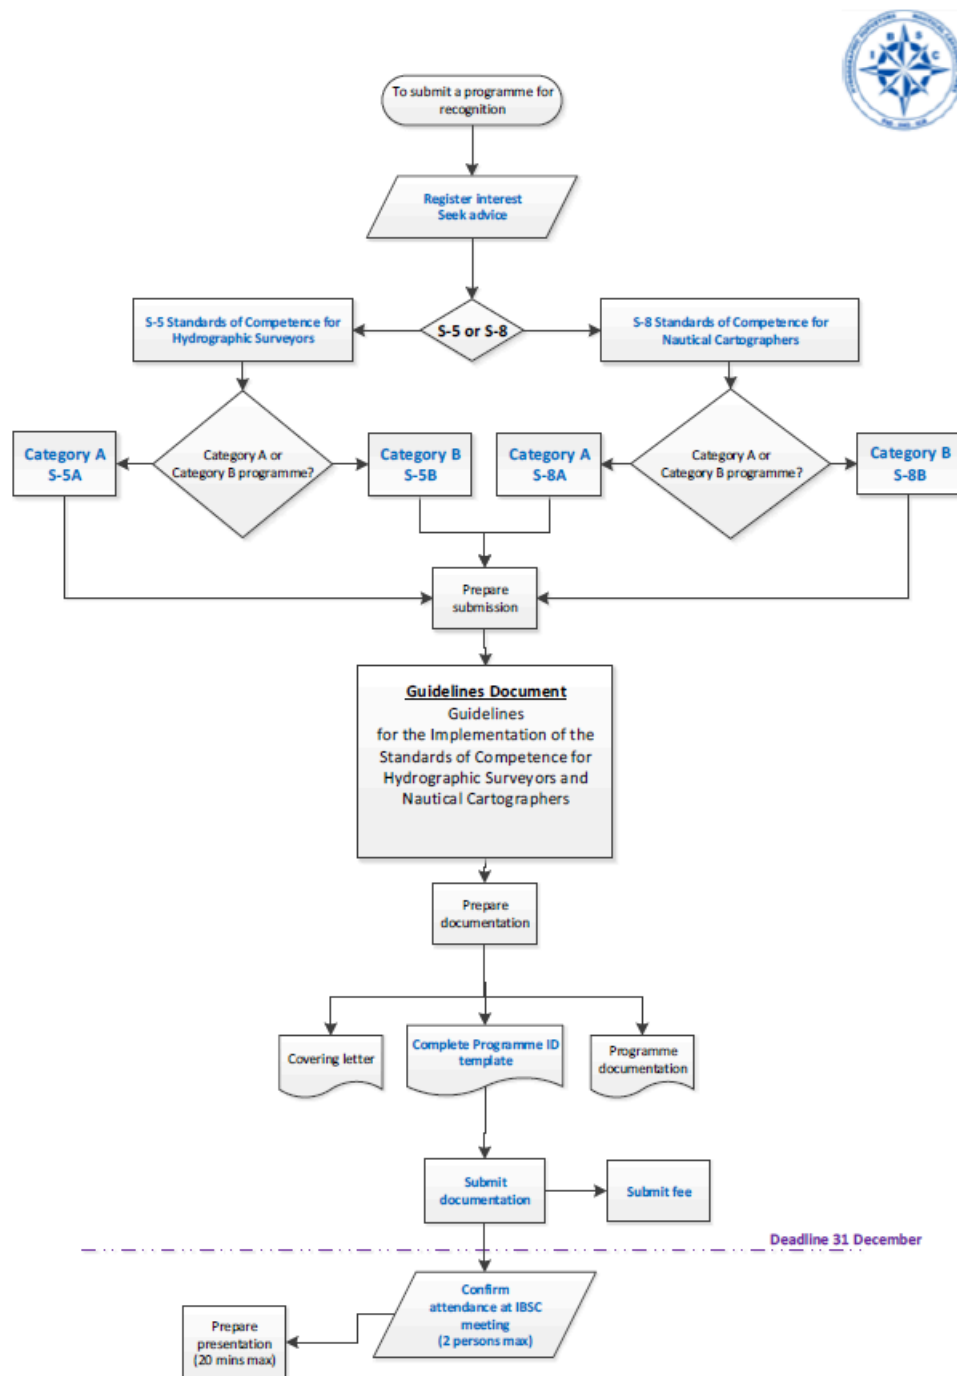 I B S C
To submit a programme for
recognition
Register interest
Seek advice
S-5 or S-8
S-5 Standards of Competence for
Hydrographic Surveyors
S-8 Standards of Competence for
Nautical Cartographers
Category A
S-5A
Category A or
Category B programme?
Category B
S-5B
Category A
S-8A
Category A or
Category B programme?
Category B
S-8B
Prepare
submission
Guidelines Document
Guidelines
for the Implementation of the
Standards of Competence for
Hydrographic Surveyors and
Nautical Cartographers
Prepare
documentation
Covering letter
Complete Programme ID
template
Programme
documentation
Submit
documentation
Submit fee
Deadline 31 December
Confirm
attendance at IBSC
meeting
(2 persons max)
Prepare
presentation
(20 mins max)